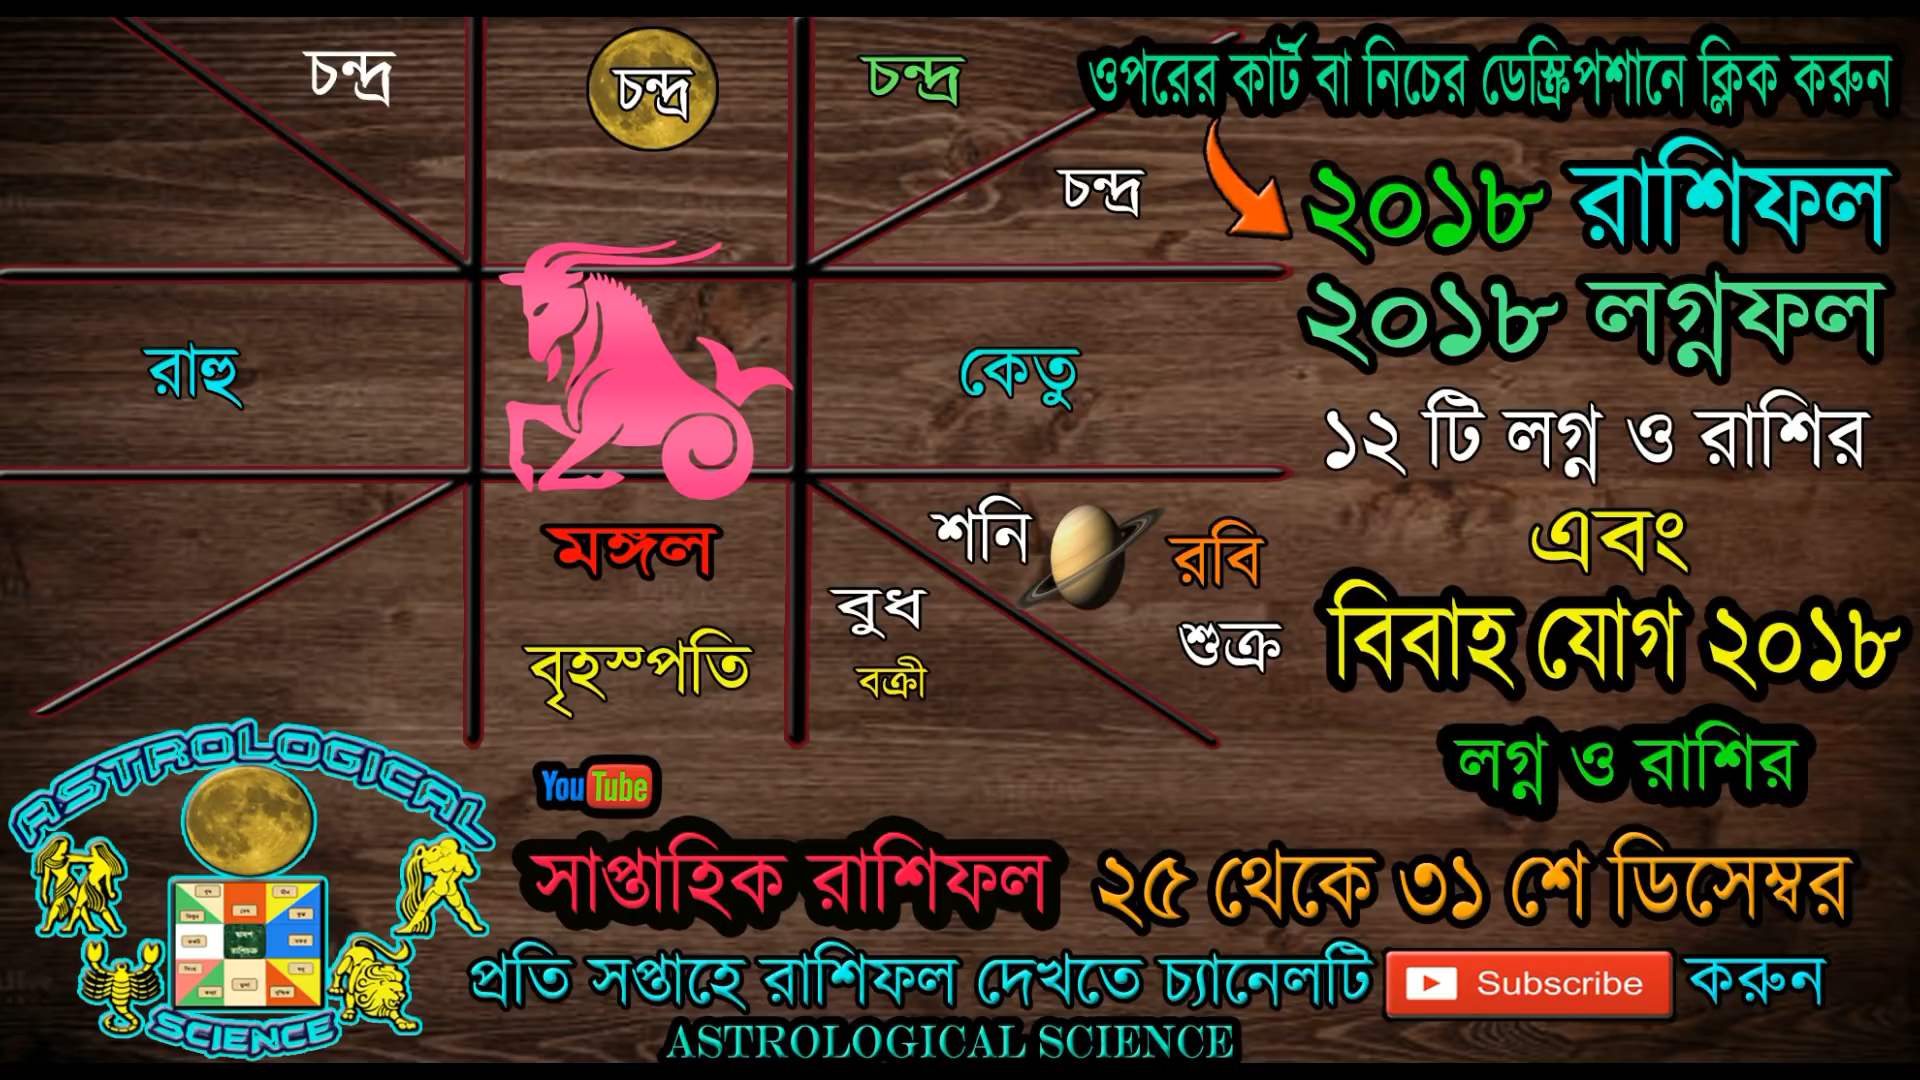 চন্দ্র
চন্দ্র
চন্দ্র
চন্দ্র
ওপরের কার্ট বা নিচের ডেস্ক্রিপশানে ক্লিক করুন
২০১৮ রাশিফল
২০১৮ লগ্নফল
রাহু
কেতু
১২ টি লগ্ন ও রাশির
এবং
বিবাহ যোগ ২০১৮
লগ্ন ও রাশির
মঙ্গল
বৃহস্পতি
শনি
রবি
বুধ
বক্রী
শুক্র
ASTROLOGICAL
SCIENCE
YouTube
সাপ্তাহিক রাশিফল ২৫ থেকে ৩১ শে ডিসেম্বর
প্রতি সপ্তাহে রাশিফল দেখতে চ্যানেলটি Subscribe করুন
ASTROLOGICAL SCIENCE